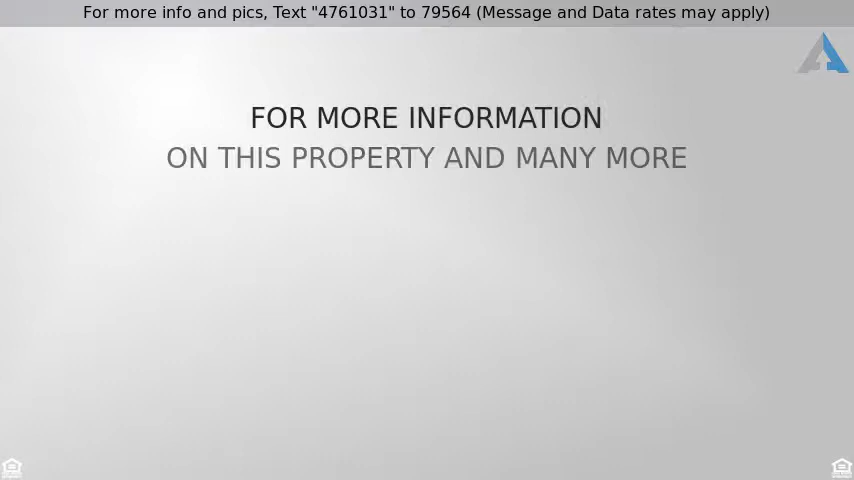 For more info and pics, Text "4761031" to 79564 (Message and Data rates may apply)
FOR MORE INFORMATION
ON THIS PROPERTY AND MANY MORE